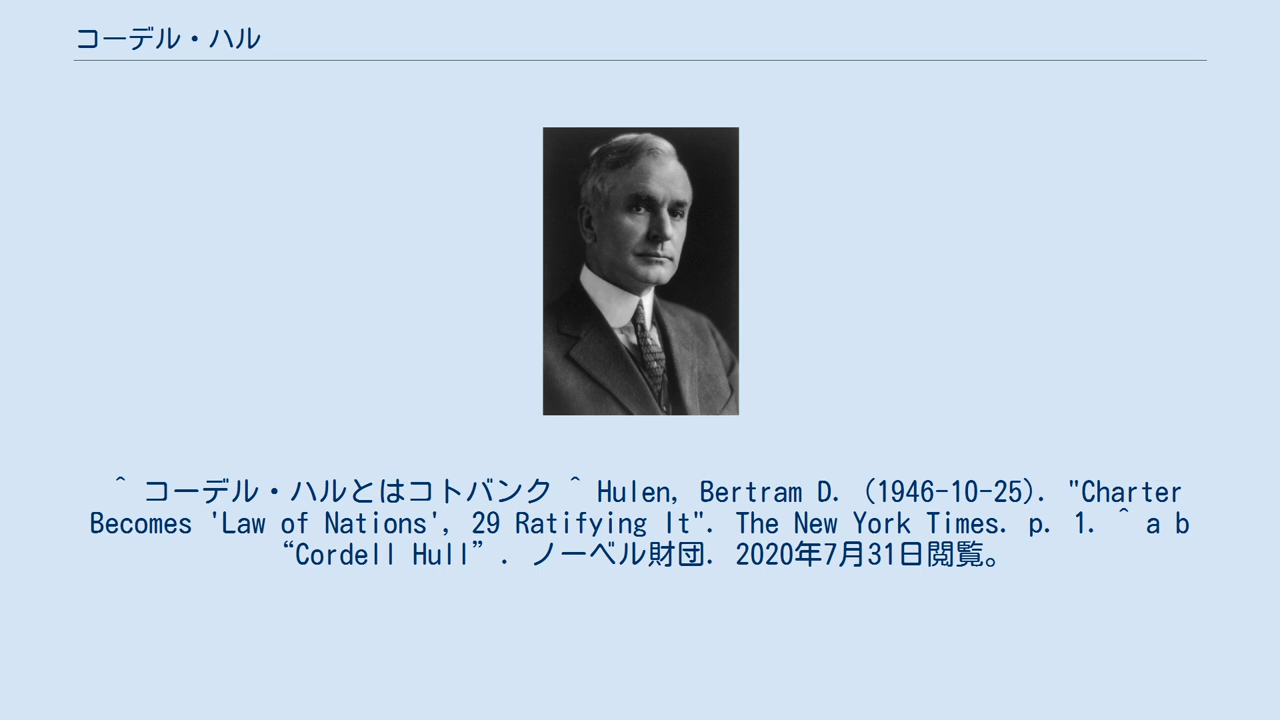 コーデル・ハル
^ コーデル・ハルとはコトバンク ^ Hulen, Bertram D. (1946-10-25). "Charter
Becomes 'Law of Nations', 29 Ratifying It". The New York Times. p. 1. ^ a b
“Cordell Hull”. ノーベル財団. 2020年7月31日閲覧。